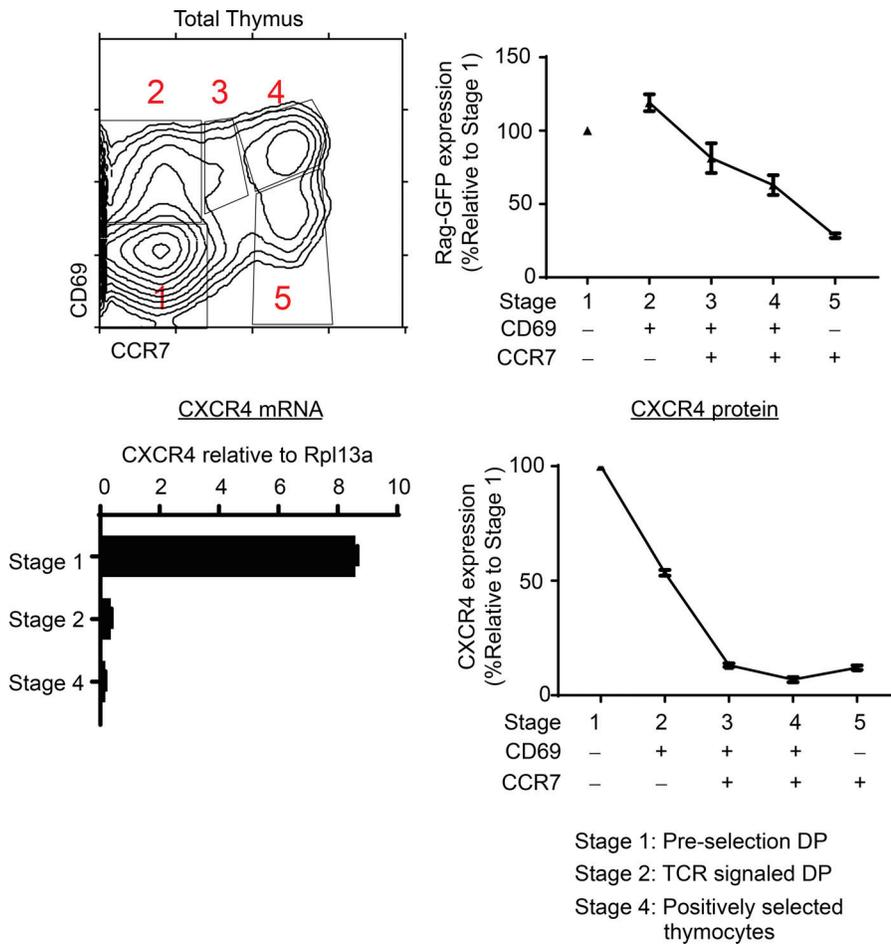 Total Thymus
2 3 4
1 5
CD69
CCR7
150
100
50
0
Rag-GFP expression
(%Relative to Stage 1)
Stage 1 2 3 4 5
CD69 – + + + –
CCR7 – – + + +
CXCR4 mRNA
CXCR4 relative to Rpl13a
0 2 4 6 8 10
Stage 1
Stage 2
Stage 4
CXCR4 protein
100
50
0
CXCR4 expression
(%Relative to Stage 1)
Stage 1 2 3 4 5
CD69 – + + + –
CCR7 – – + + +
Stage 1: Pre-selection DP
Stage 2: TCR signaled DP
Stage 4: Positively selected
thymocytes